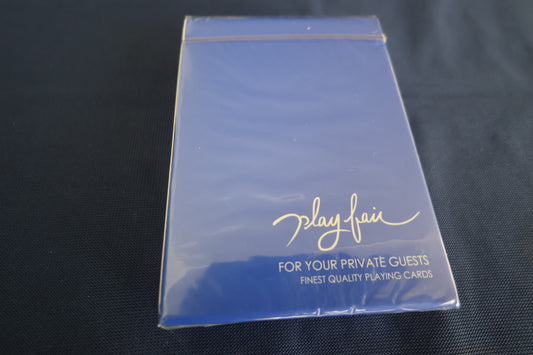 play fair
FOR YOUR PRIVATE GUESTS
FINEST QUALITY PLAYING CARDS